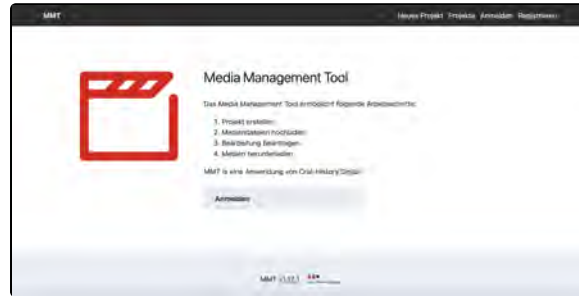 MMT
Neues Projekt Projekte Anmelden Registrieren
Media Management Tool
Das Media Management Tool ermöglicht folgende Arbeitsschritte:
1. Projekt erstellen
2. Mediendateien hochladen
3. Bearbeitung beantragen
4. Medien herunterladen
MMT is eine Anwendung von Oral-History.Digital
Anmelden
MMT